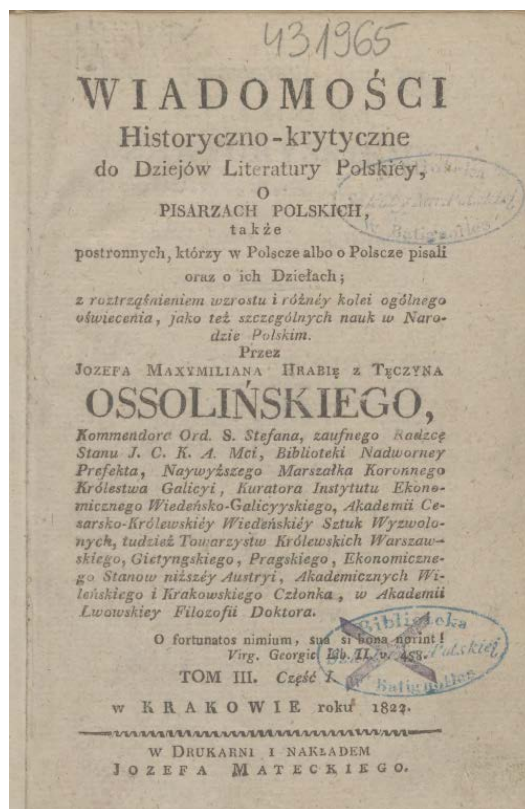 431965
WIADOMOŚCI
Historyczno-krytyczne
do Dziejów Literatury Polskiéy,
O
PISARZACH POLSKICH,
także
postronnych, którzy w Polscze albo o Polscze pisali
oraz o ich Dziełach;
z roztrząśnieniem wzrostu i różnéy kolei ogólnego
oświecenia, jako też szczególnych nauk w Naro-
dzie Polskim.
Przez
JOZEFA MAXYMILIANA HRABIĘ Z TĘCZYNA
OSSOLIŃSKIEGO,
Kommendora Ord. S. Stefana, zaufnego Radzcę
Stanu J. C. K. A. Mci, Biblioteki Nadworney
Prefekta, Naywyższego Marszałka Koronnego
Królestwa Galicyi, Kuratora Instytutu Ekono-
micznego Wiedeńsko-Galicyyskiego, Akademii Ce-
sarsko-Królewskiéy Wiedeńskiéy Sztuk Wyzwolo-
nych, tudzież Towarzystw Królewskich Warszaw-
skiego, Gietyngskiego, Pragskiego, Ekonomiczne-
go Stanow niższéy Austryi, Akademicznych Wi-
leńskiego i Krakowskiego Członka, w Akademii
Lwowskiey Filozofii Doktora.
O fortunatos nimium, sua si bona norint!
Virg. Georgic Lib. II. v. 458.
Biblioteka
Polskiej
w Batignolles
TOM III. Część I.
w KRAKOWIE roku 1822.
W DRUKARNI I NAKŁADEM
JOZEFA MATECKIEGO.